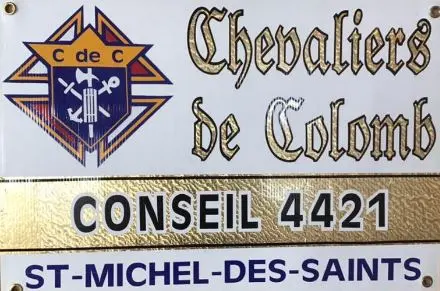 C de C
Chevaliers
de Colomb
CONSEIL 4421
ST-MICHEL-DES-SAINTS